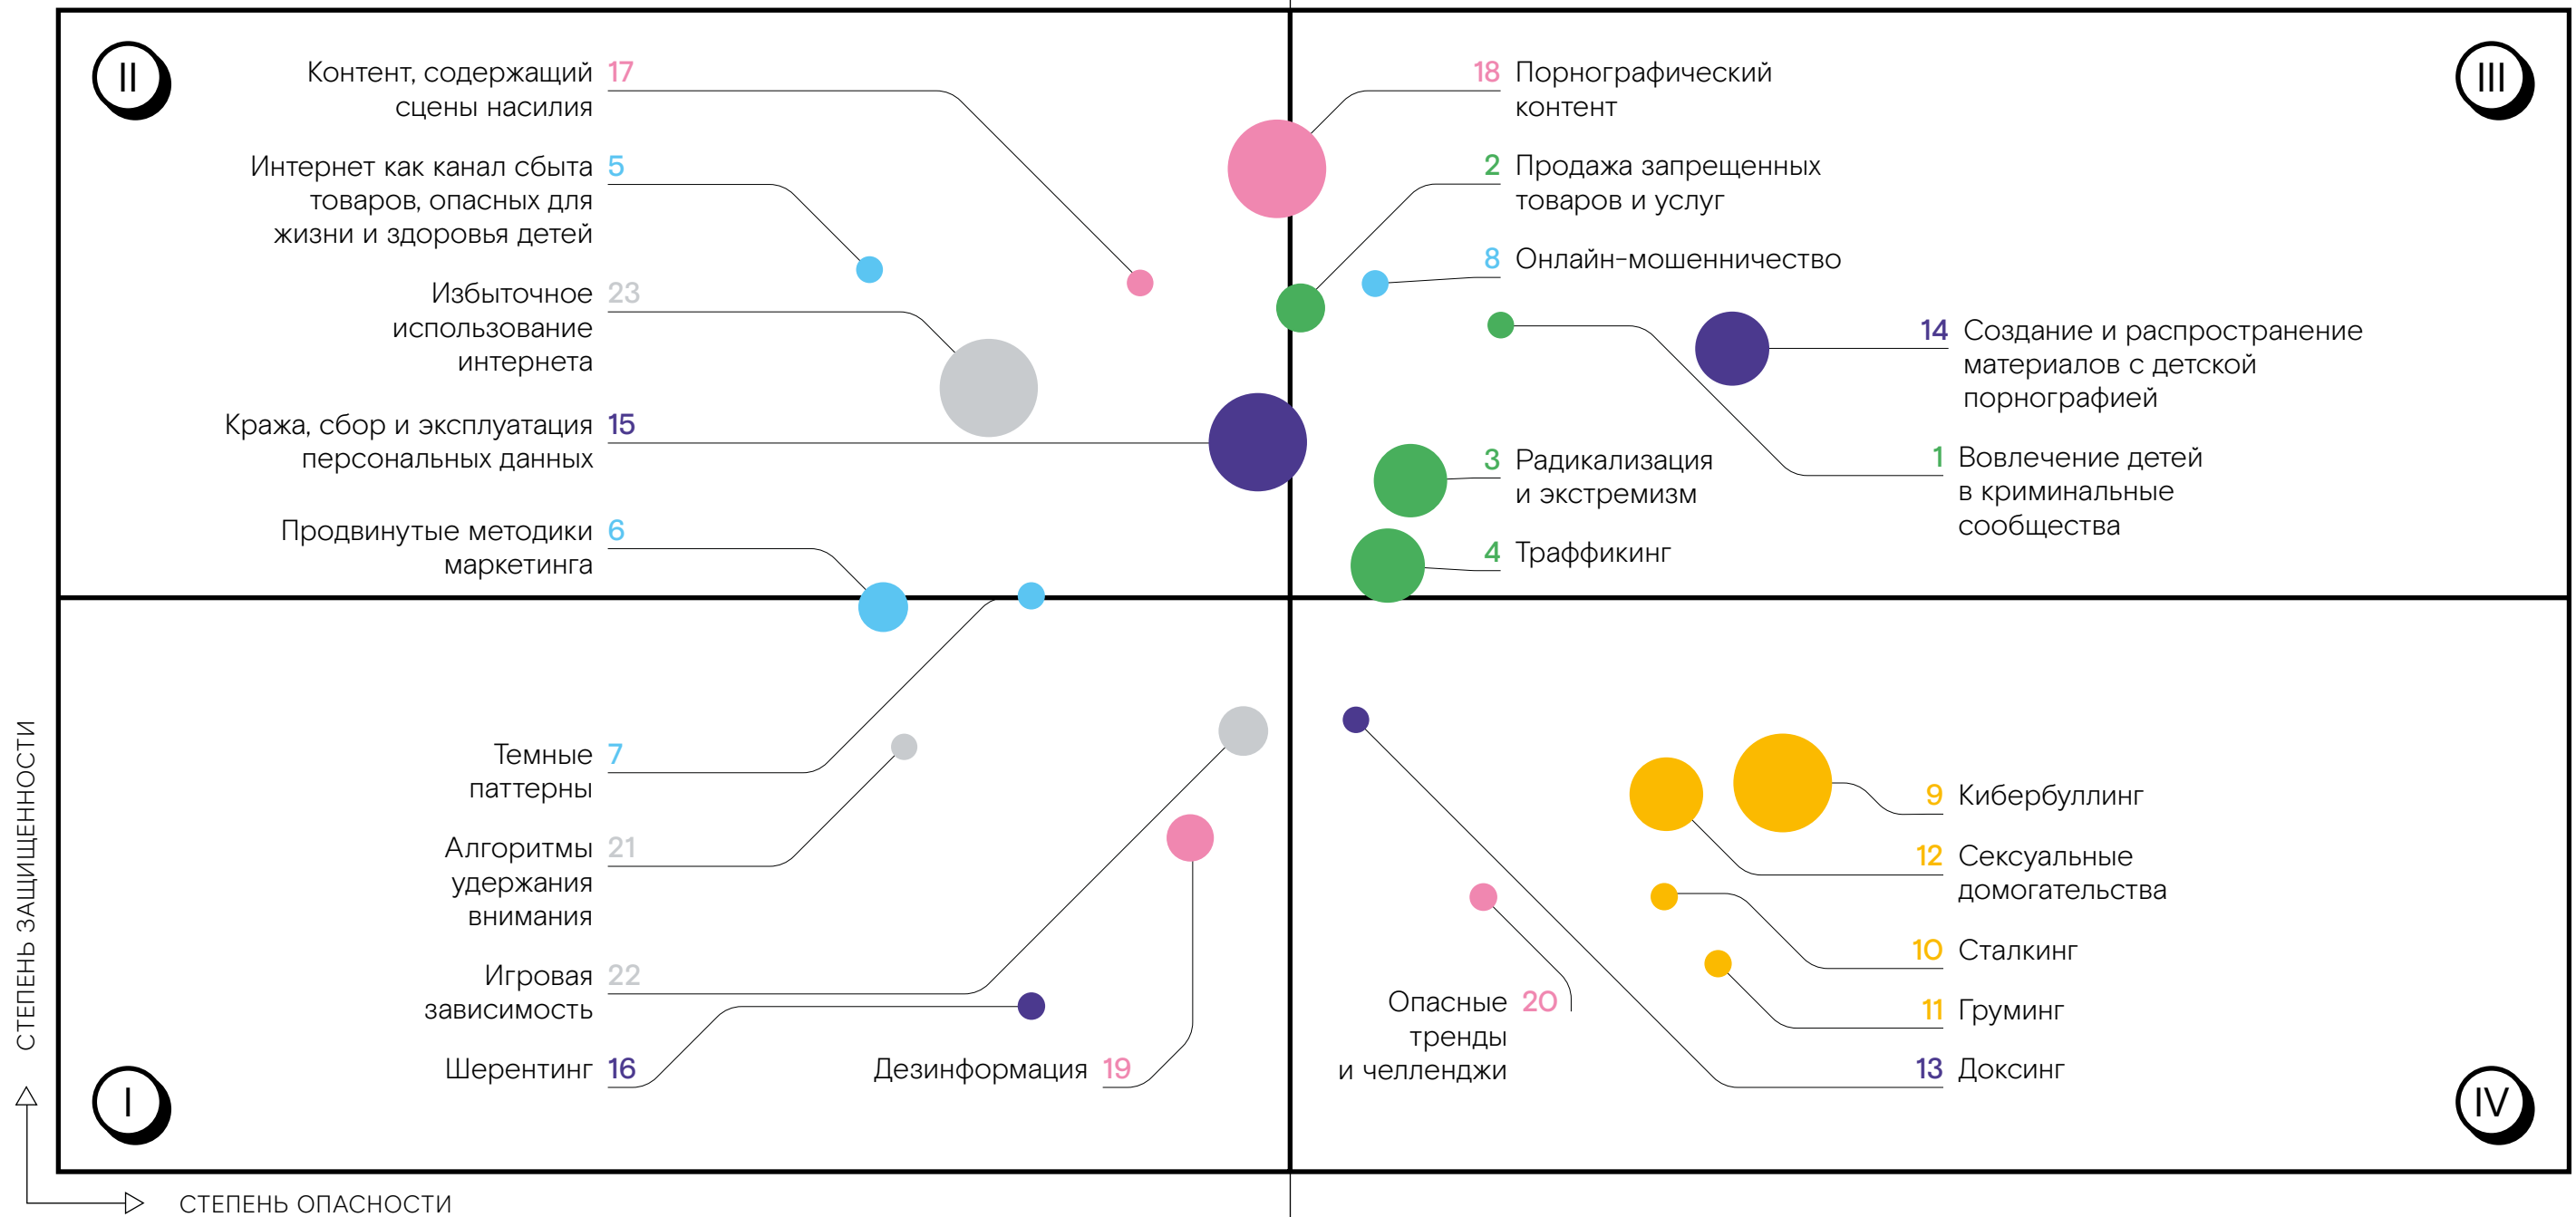 II
Контент, содержащий 17
сцены насилия
Интернет как канал сбыта 5
товаров, опасных для
жизни и здоровья детей
Избыточное 23
использование
интернета
Кража, сбор и эксплуатация 15
персональных данных
Продвинутые методики 6
маркетинга
III
18 Порнографический
контент
2 Продажа запрещенных
товаров и услуг
8 Онлайн-мошенничество
14 Создание и распространение
материалов с детской
порнографией
3 Радикализация
и экстремизм
1 Вовлечение детей
в криминальные
сообщества
4 Траффикинг
Темные 7
паттерны
Алгоритмы 21
удержания
внимания
Игровая 22
зависимость
Шерентинг 16
Дезинформация 19
I
9 Кибербуллинг
12 Сексуальные
домогательства
10 Сталкинг
Опасные 20
тренды
и челленджи
11 Груминг
13 Доксинг
IV
СТЕПЕНЬ ЗАЩИЩЕННОСТИ
СТЕПЕНЬ ОПАСНОСТИ